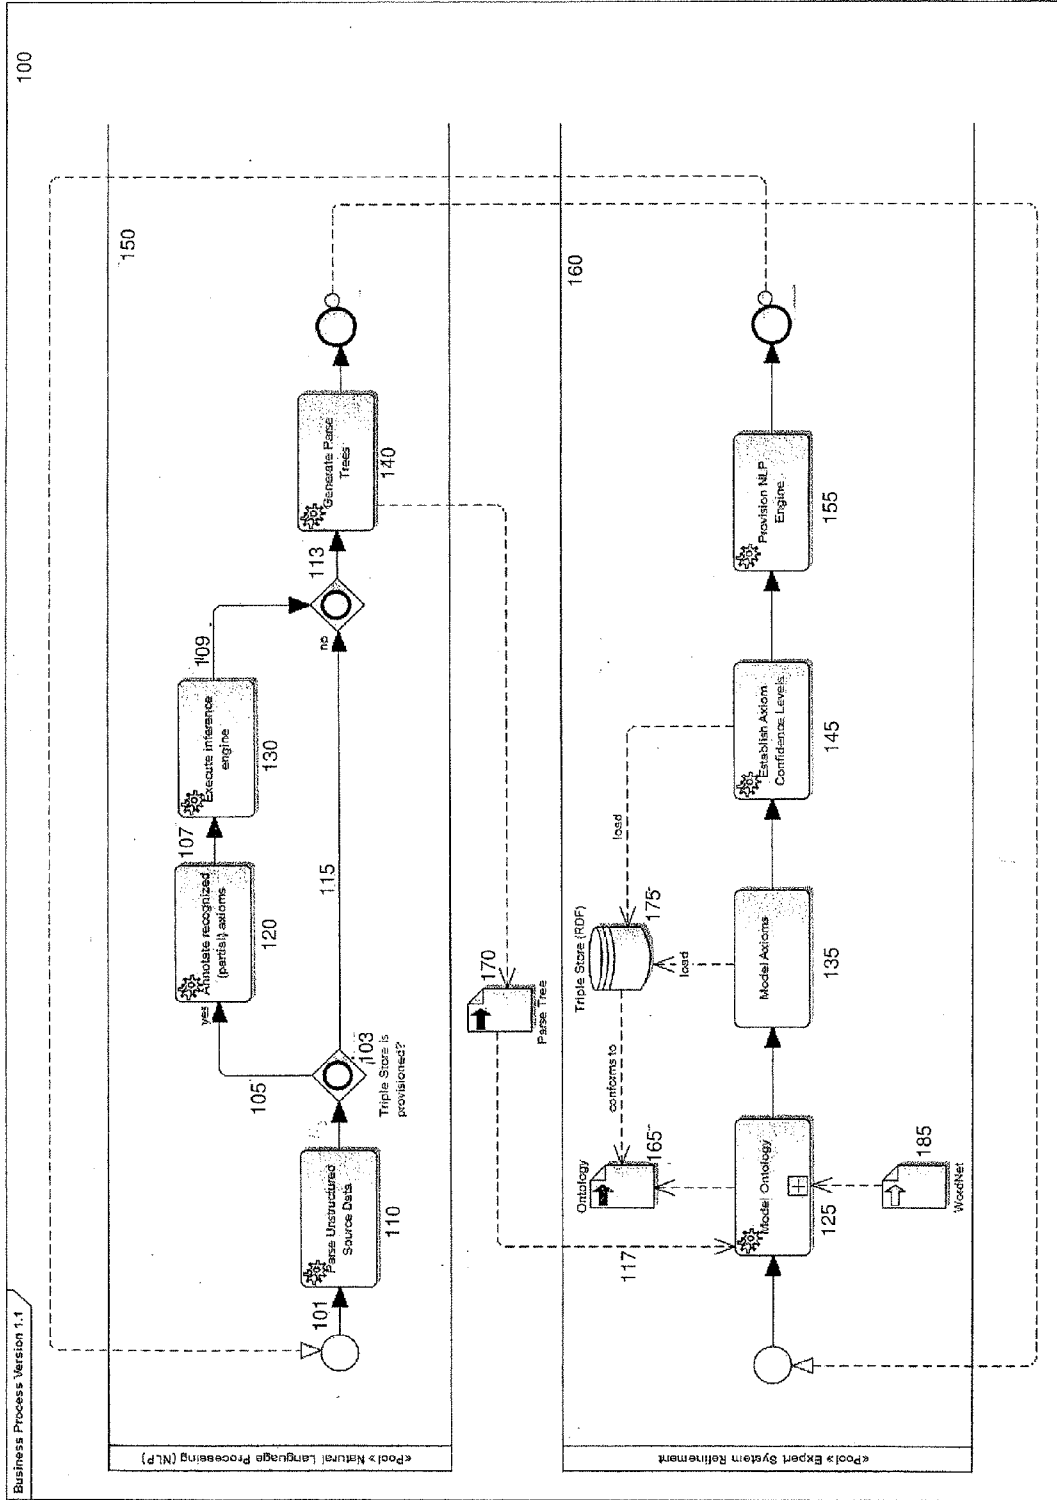 Business Process Version 1.1
100
«Pool» Natural Language Processing (NLP)
150
101
Parse Unstructured
Source Data
110
103
Triple Store is
provisioned?
105
yes
Annotate recognized
(partial) axioms
120
107
Execute inference
engine
130
109
115
no
113
Generate Parse
Trees
140
170
Parse Tree
117
«Pool» Expert System Refinement
160
Ontology
165
conforms to
Triple Store (RDF)
175
load
load
Model Ontology
125
185
WordNet
Model Axioms
135
Establish Axiom
Confidence Levels
145
Provision NLP
Engine
155